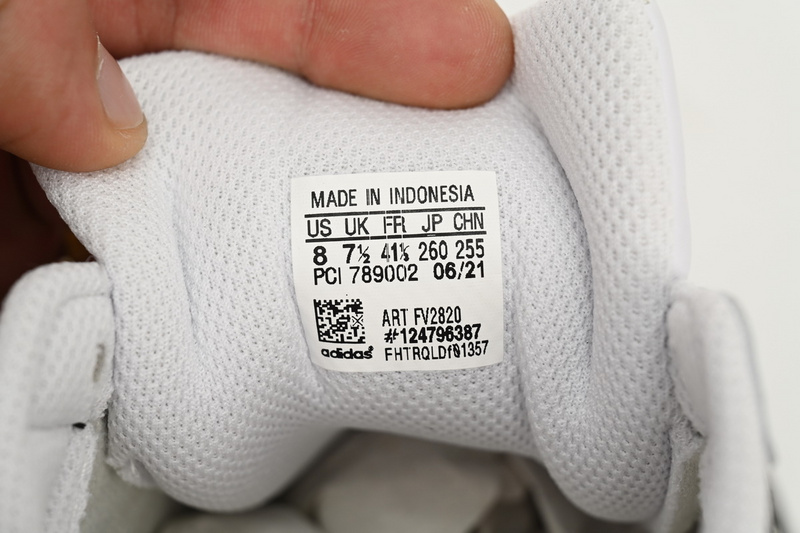 MADE IN INDONESIA
US UK FR JP CHN
8 7½ 41⅓ 260 255
PCI 789002 06/21
ART FV2820
#124796387
adidas FHTRQLDf01357